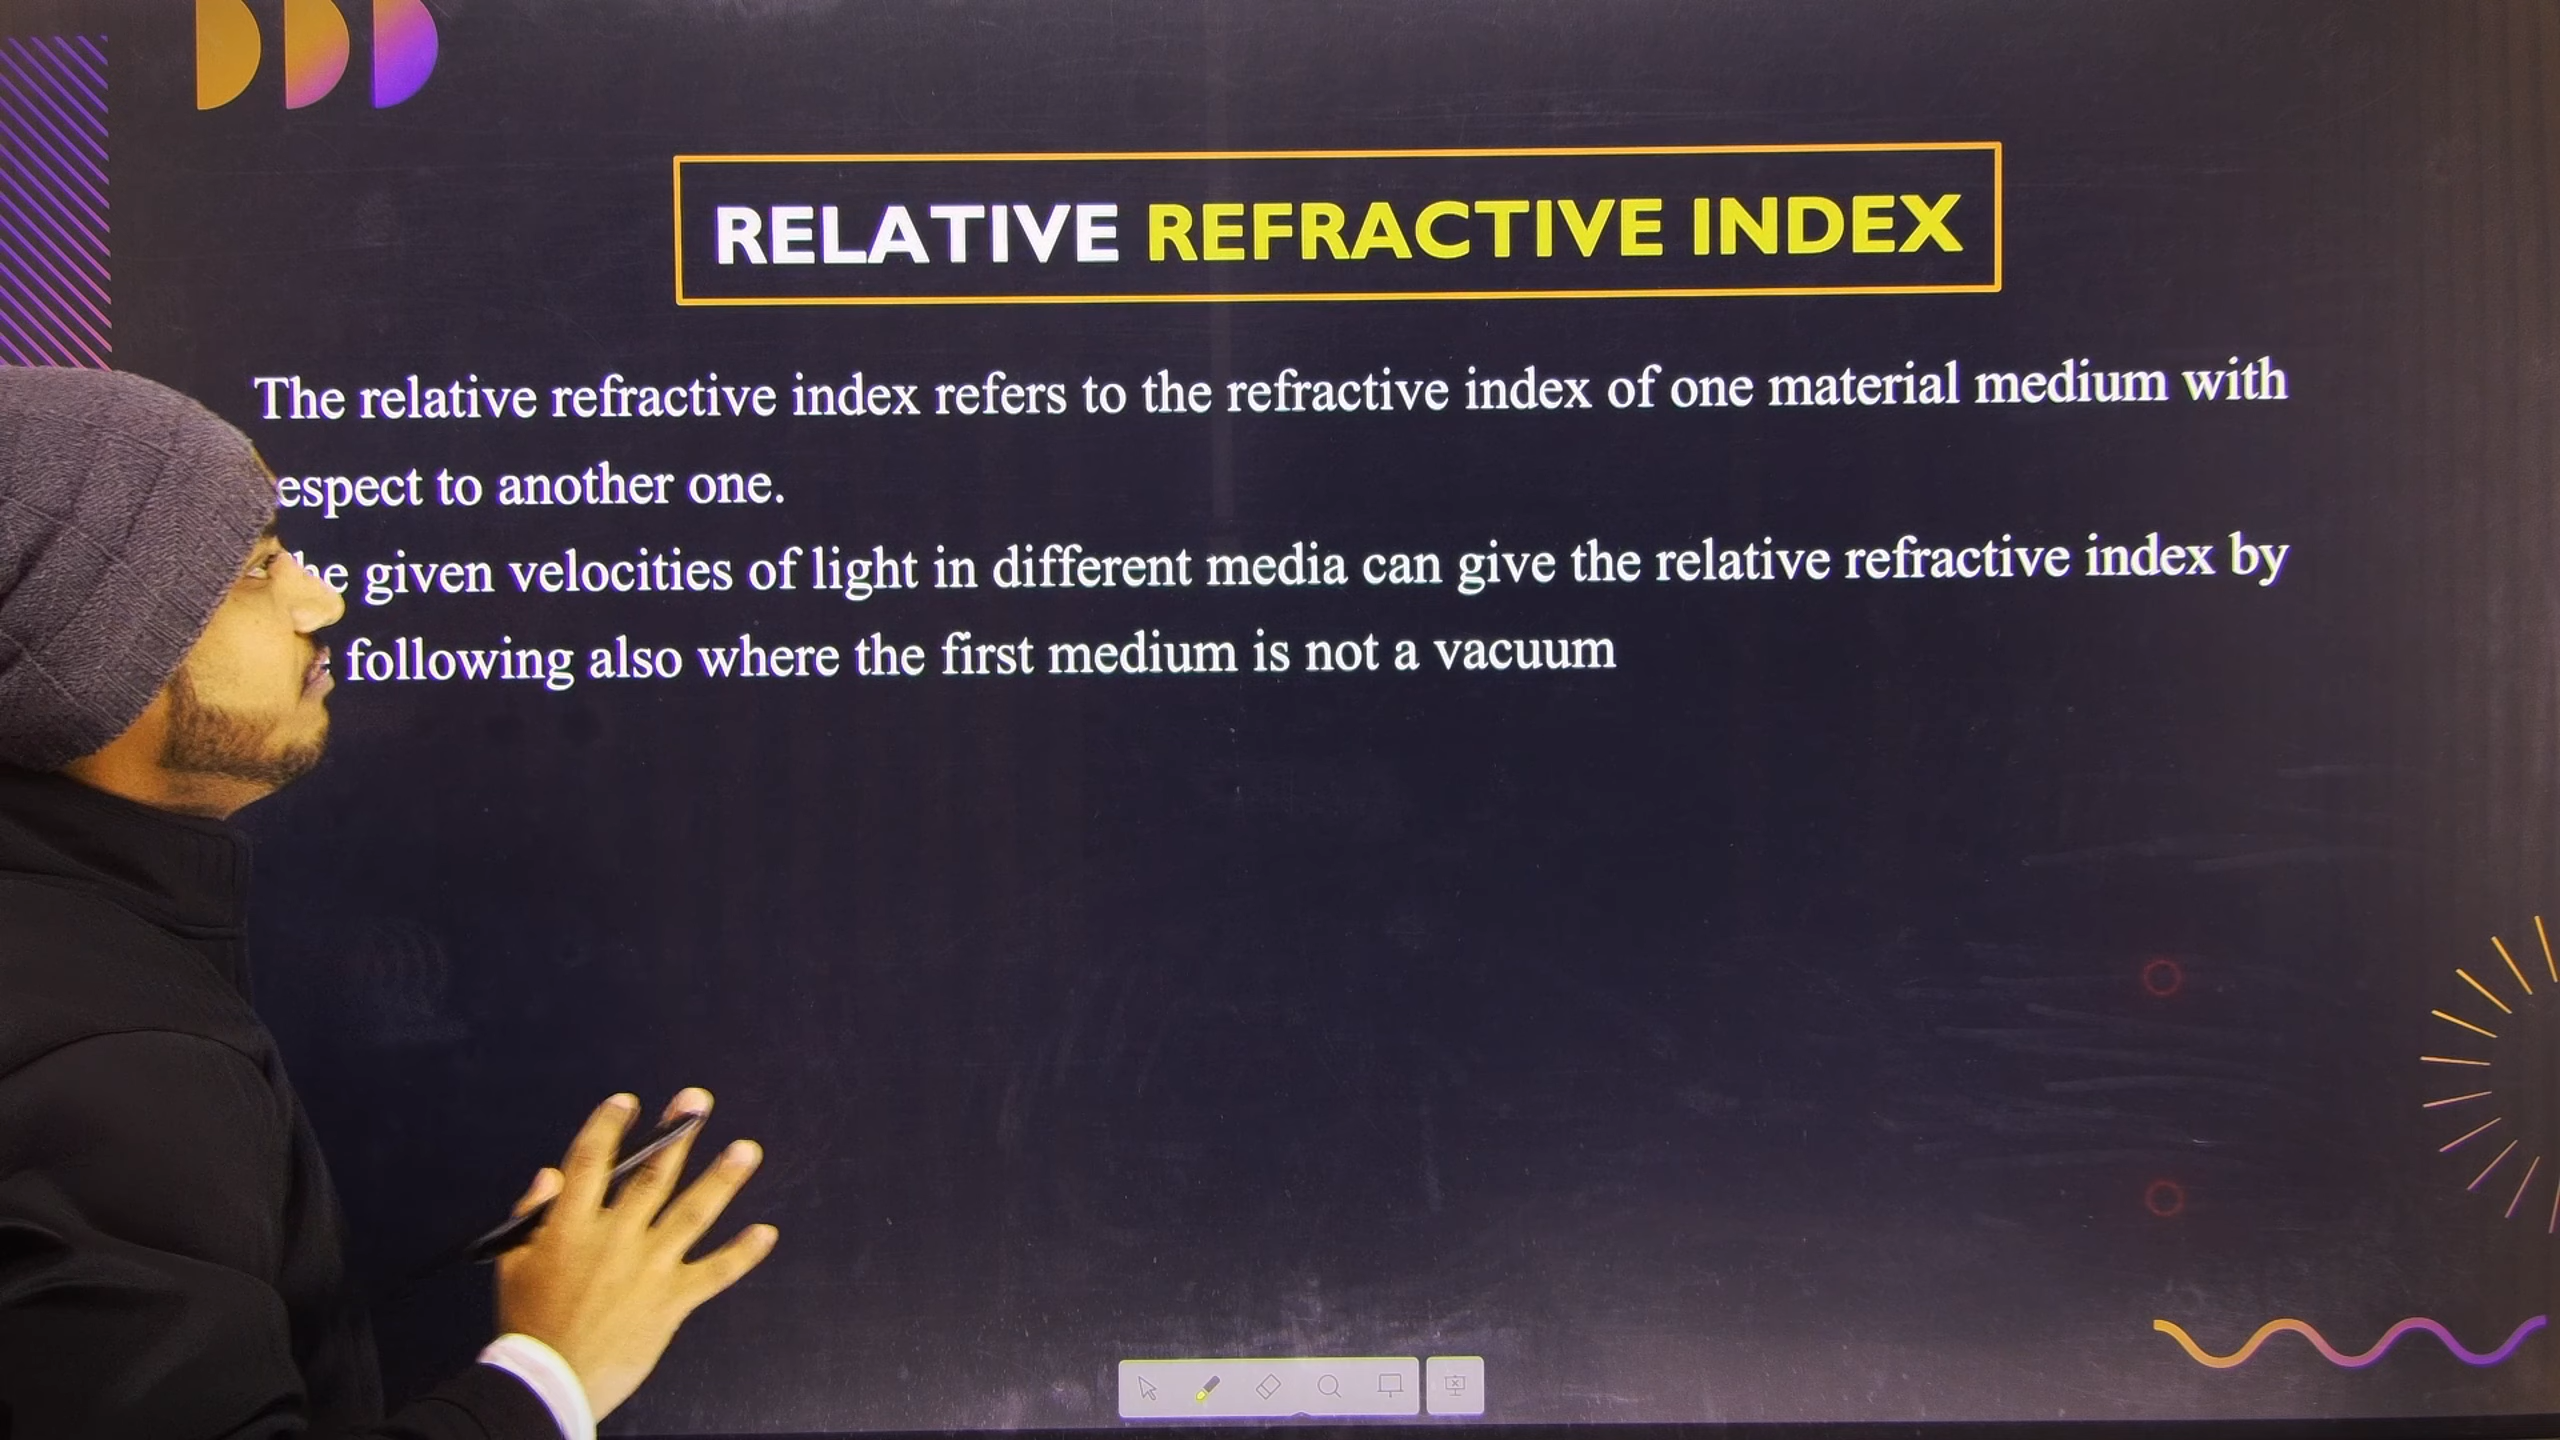 RELATIVE REFRACTIVE INDEX
The relative refractive index refers to the refractive index of one material medium with
espect to another one.
he given velocities of light in different media can give the relative refractive index by
following also where the first medium is not a vacuum